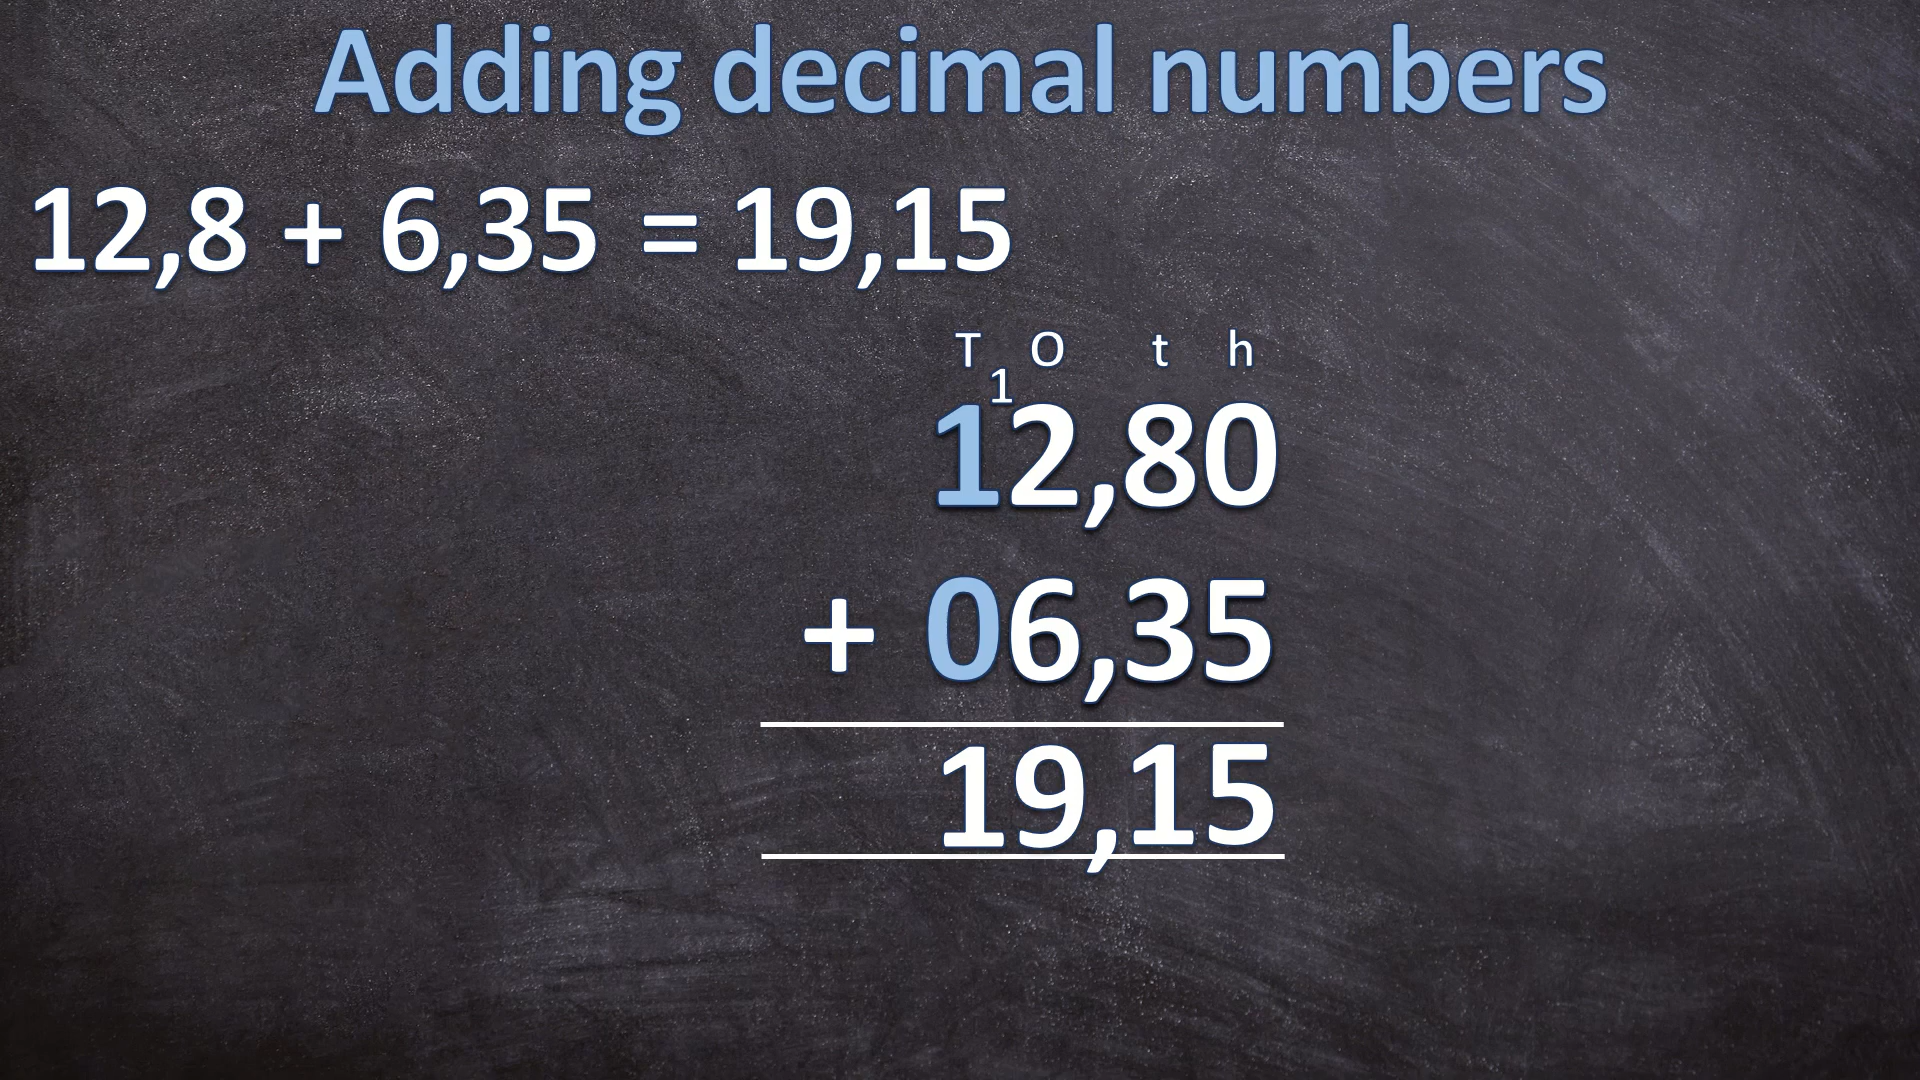 Adding decimal numbers
12,8 + 6,35 = 19,15
T O t h
1
12,80
+ 06,35
19,15